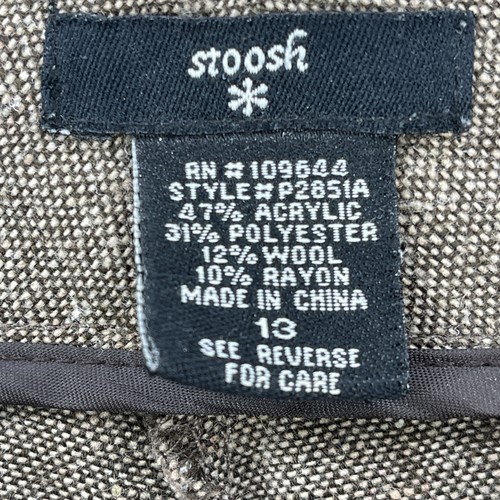 stoosh
RN #109644
STYLE#P2851A
47% ACRYLIC
31% POLYESTER
12% WOOL
10% RAYON
MADE IN CHINA
13
SEE REVERSE
FOR CARE